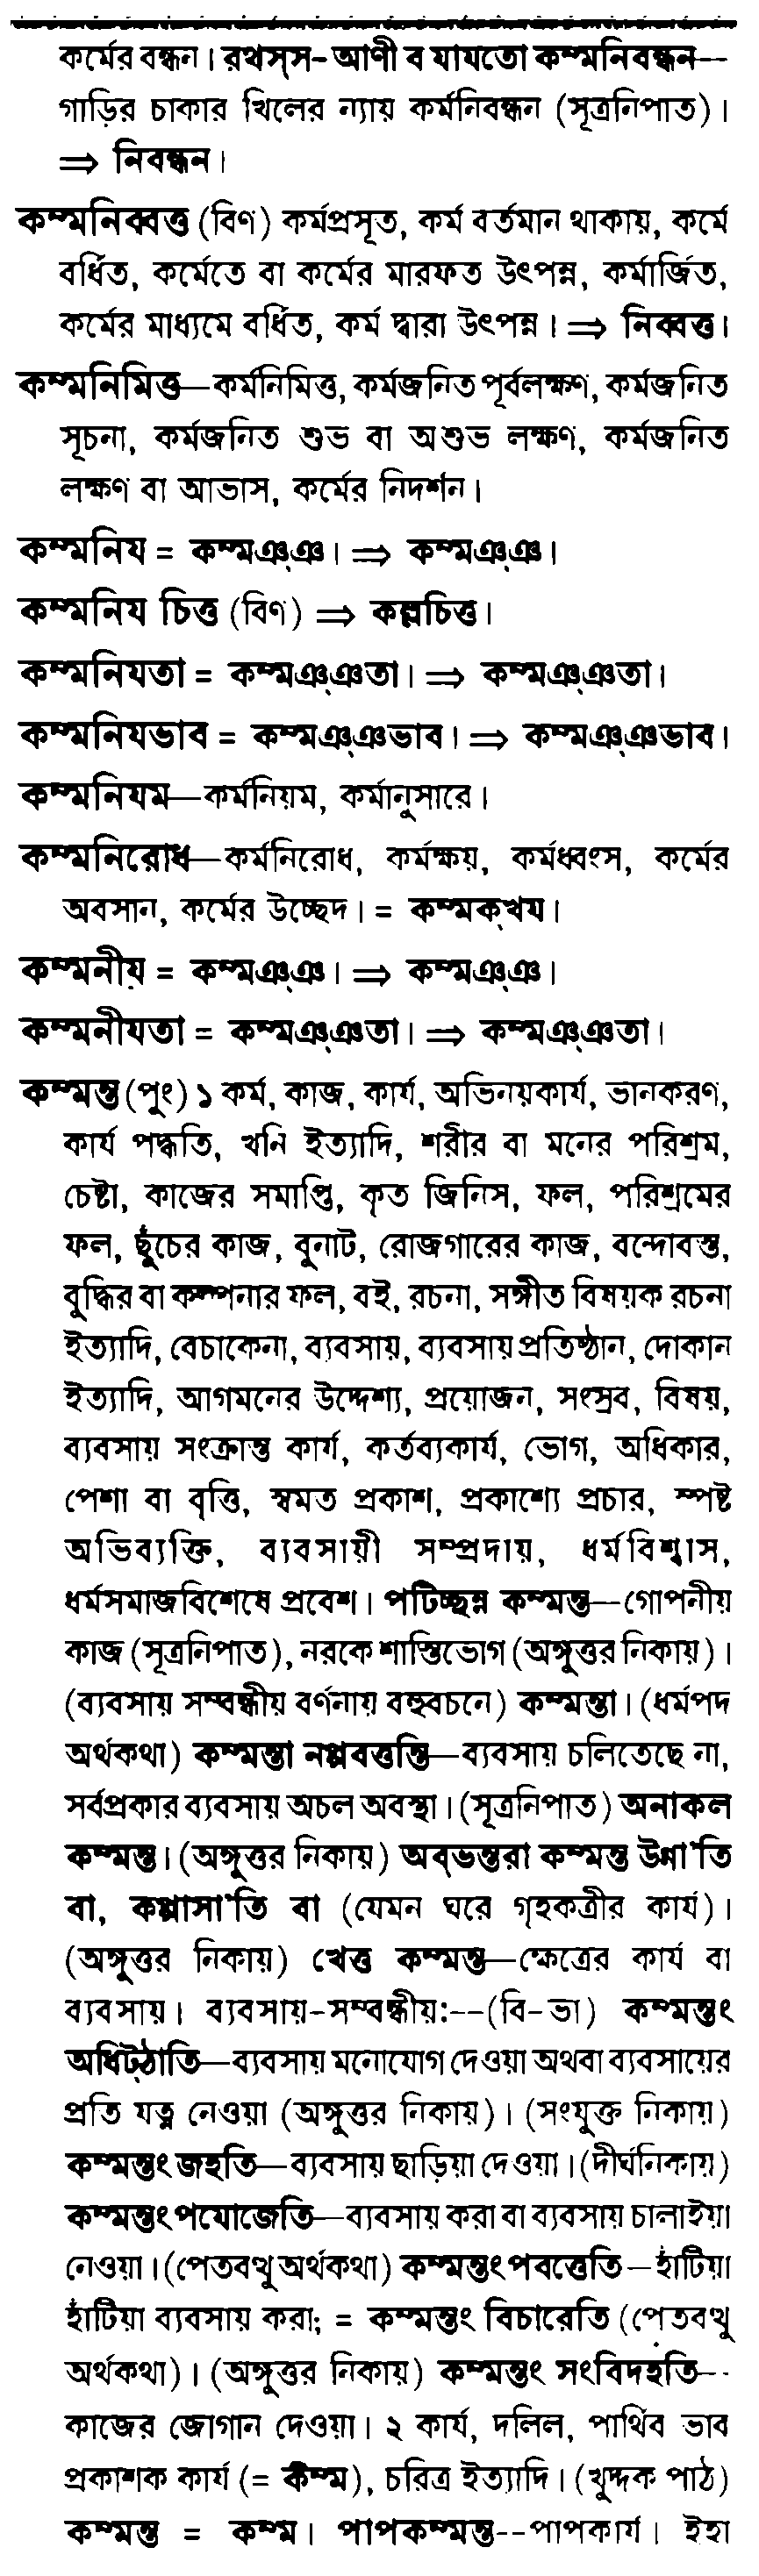 কর্মের বন্ধন। রথস্‌স-আণী ব যাযতো কম্মনিবন্ধন--
গাড়ির চাকার খিলের ন্যায় কর্মনিবন্ধন (সূত্রনিপাত)।
⇒ নিবন্ধন।
কম্মনিব্বত্ত (বিণ) কর্মপ্রসূত, কর্ম বর্তমান থাকায়, কর্মে
বর্ধিত, কর্মেতে বা কর্মের মারফত উৎপন্ন, কর্মার্জিত,
কর্মের মাধ্যমে বর্ধিত, কর্ম দ্বারা উৎপন্ন। ⇒ নিব্বত্ত।
কম্মনিমিত্ত—কর্মনিমিত্ত, কর্মজনিত পূর্বলক্ষণ, কর্মজনিত
সূচনা, কর্মজনিত শুভ বা অশুভ লক্ষণ, কর্মজনিত
লক্ষণ বা আভাস, কর্মের নিদর্শন।
কম্মনিয = কম্মঞ্‌ঞ। ⇒ কম্মঞ্‌ঞ।
কম্মনিয চিত্ত (বিণ) ⇒ কল্লচিত্ত।
কম্মনিযতা = কম্মঞ্‌ঞতা। ⇒ কম্মঞ্‌ঞতা।
কম্মনিযভাব = কম্মঞ্‌ঞভাব। ⇒ কম্মঞ্‌ঞভাব।
কম্মনিযম—কর্মনিয়ম, কর্মানুসারে।
কম্মনিরোধ—কর্মনিরোধ, কর্মক্ষয়, কর্মধ্বংস, কর্মের
অবসান, কর্মের উচ্ছেদ। = কম্মক্‌খয।
কম্মনীয = কম্মঞ্‌ঞ। ⇒ কম্মঞ্‌ঞ।
কম্মনীযতা = কম্মঞ্‌ঞতা। ⇒ কম্মঞ্‌ঞতা।
কম্মন্ত (পুং) ১ কর্ম, কাজ, কার্য, অভিনয়কার্য, ভানকরণ,
কার্য পদ্ধতি, খনি ইত্যাদি, শরীর বা মনের পরিশ্রম,
চেষ্টা, কাজের সমাপ্তি, কৃত জিনিস, ফল, পরিশ্রমের
ফল, ছুঁচের কাজ, বুনাট, রোজগারের কাজ, বন্দোবস্ত,
বুদ্ধির বা কল্পনার ফল, বই, রচনা, সঙ্গীত বিষয়ক রচনা
ইত্যাদি, বেচাকেনা, ব্যবসায়, ব্যবসায় প্রতিষ্ঠান, দোকান
ইত্যাদি, আগমনের উদ্দেশ্য, প্রয়োজন, সংস্রব, বিষয়,
ব্যবসায় সংক্রান্ত কার্য, কর্তব্যকার্য, ভোগ, অধিকার,
পেশা বা বৃত্তি, স্বমত প্রকাশ, প্রকাশ্যে প্রচার, স্পষ্ট
অভিব্যক্তি, ব্যবসায়ী সম্প্রদায়, ধর্মবিশ্বাস,
ধর্মসমাজবিশেষে প্রবেশ। পটিচ্ছন্ন কম্মন্ত—গোপনীয়
কাজ (সূত্রনিপাত), নরকে শাস্তিভোগ (অঙ্গুত্তর নিকায়)।
(ব্যবসায় সম্বন্ধীয় বর্ণনায় বহুবচনে) কম্মন্তা। (ধর্মপদ
অর্থকথা) কম্মন্তা নপ্পবত্তন্তি—ব্যবসায় চলিতেছে না,
সর্বপ্রকার ব্যবসায় অচল অবস্থা। (সূত্রনিপাত) অনাকল
কম্মন্ত। (অঙ্গুত্তর নিকায়) অব্‌ভন্তরা কম্মন্ত উন্না'তি
বা, কপ্পাসা'তি বা (যেমন ঘরে গৃহকর্ত্রীর কার্য)।
(অঙ্গুত্তর নিকায়) খেত্ত কম্মন্ত—ক্ষেত্রের কার্য বা
ব্যবসায়। ব্যবসায়-সম্বন্ধীয়:--(বি-ভা) কম্মন্তং
অধিট্‌ঠাতি—ব্যবসায় মনোযোগ দেওয়া অথবা ব্যবসায়ের
প্রতি যত্ন নেওয়া (অঙ্গুত্তর নিকায়)। (সংযুক্ত নিকায়)
কম্মন্তং জহতি—ব্যবসায় ছাড়িয়া দেওয়া। (দীর্ঘনিকায়)
কম্মন্তং পযোজেতি—ব্যবসায় করা বা ব্যবসায় চালাইয়া
নেওয়া। (পেতবত্থু অর্থকথা) কম্মন্তং পবত্তেতি—হাঁটিয়া
হাঁটিয়া ব্যবসায় করা; = কম্মন্তং বিচারেতি (পেতবত্থু
অর্থকথা)। (অঙ্গুত্তর নিকায়) কম্মন্তং সংবিদহতি--
কাজের জোগান দেওয়া। ২ কার্য, দলিল, পার্থিব ভাব
প্রকাশক কার্য (= কম্ম), চরিত্র ইত্যাদি। (খুদ্দক পাঠ)
কম্মন্ত = কম্ম। পাপকম্মন্ত--পাপকার্য। ইহা